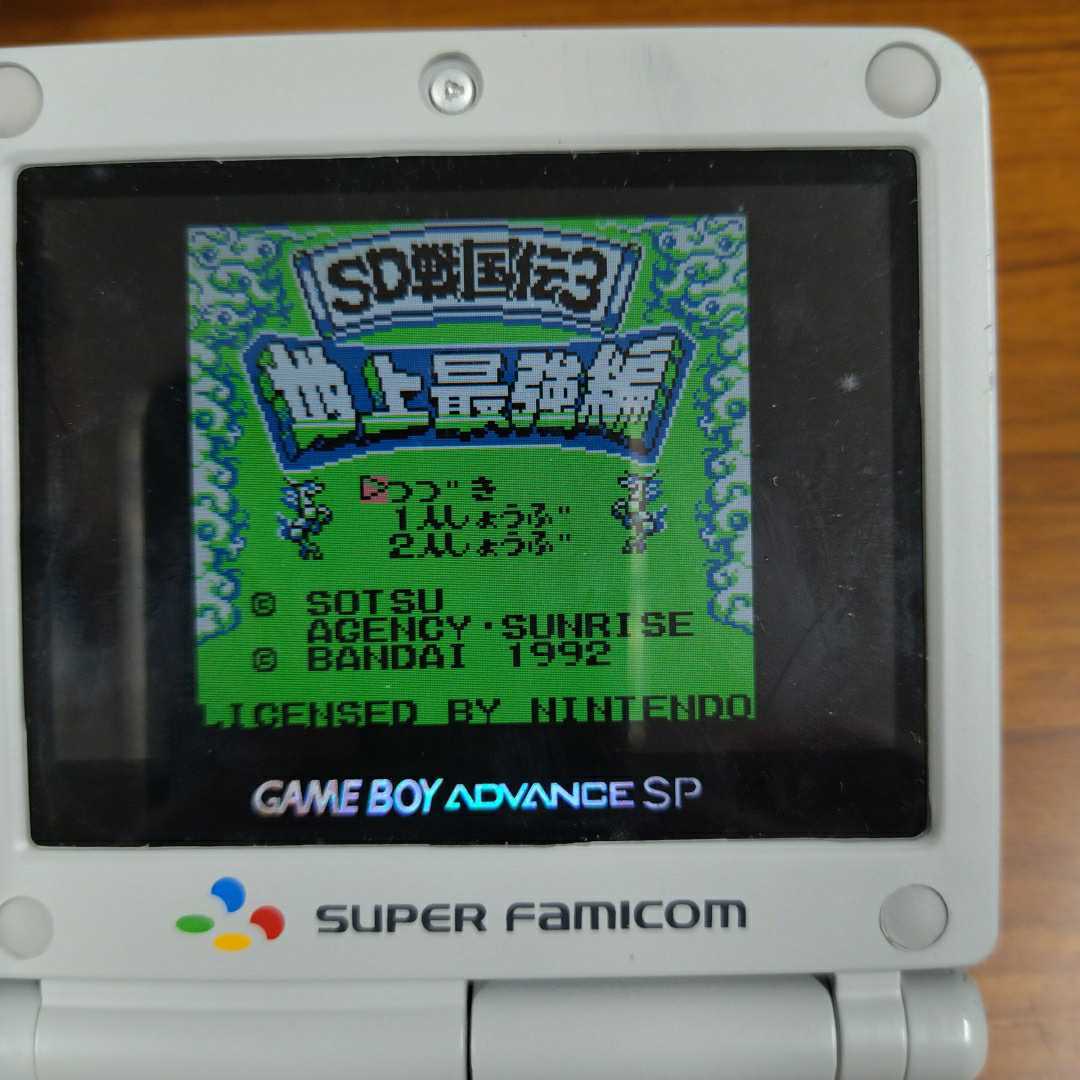 SD戦国伝3
地上最強編
つづき
1人しょうぶ
2人しょうぶ
© SOTSU
AGENCY・SUNRISE
© BANDAI 1992
LICENSED BY NINTENDO
GAME BOY ADVANCE SP
SUPER FAMICOM